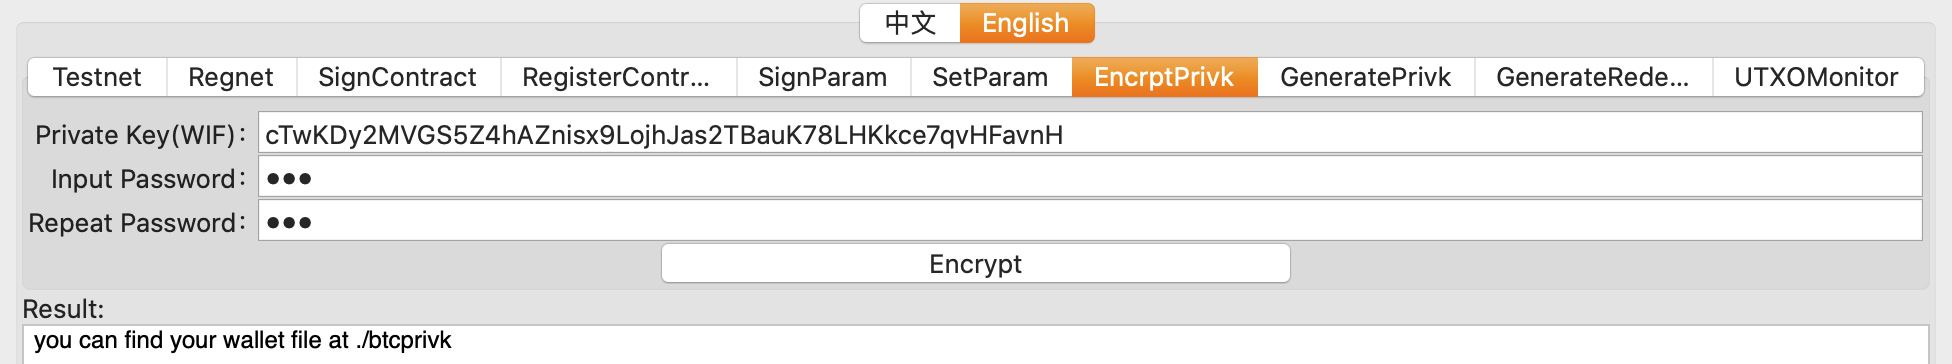 中文 English
Testnet Regnet SignContract RegisterContr... SignParam SetParam EncrptPrivk GeneratePrivk GenerateRede... UTXOMonitor
Private Key(WIF): cTwKDy2MVGS5Z4hAZnisx9LojhJas2TBauK78LHKkce7qvHFavnH
Input Password: ●●●
Repeat Password: ●●●
Encrypt
Result:
you can find your wallet file at ./btcprivk